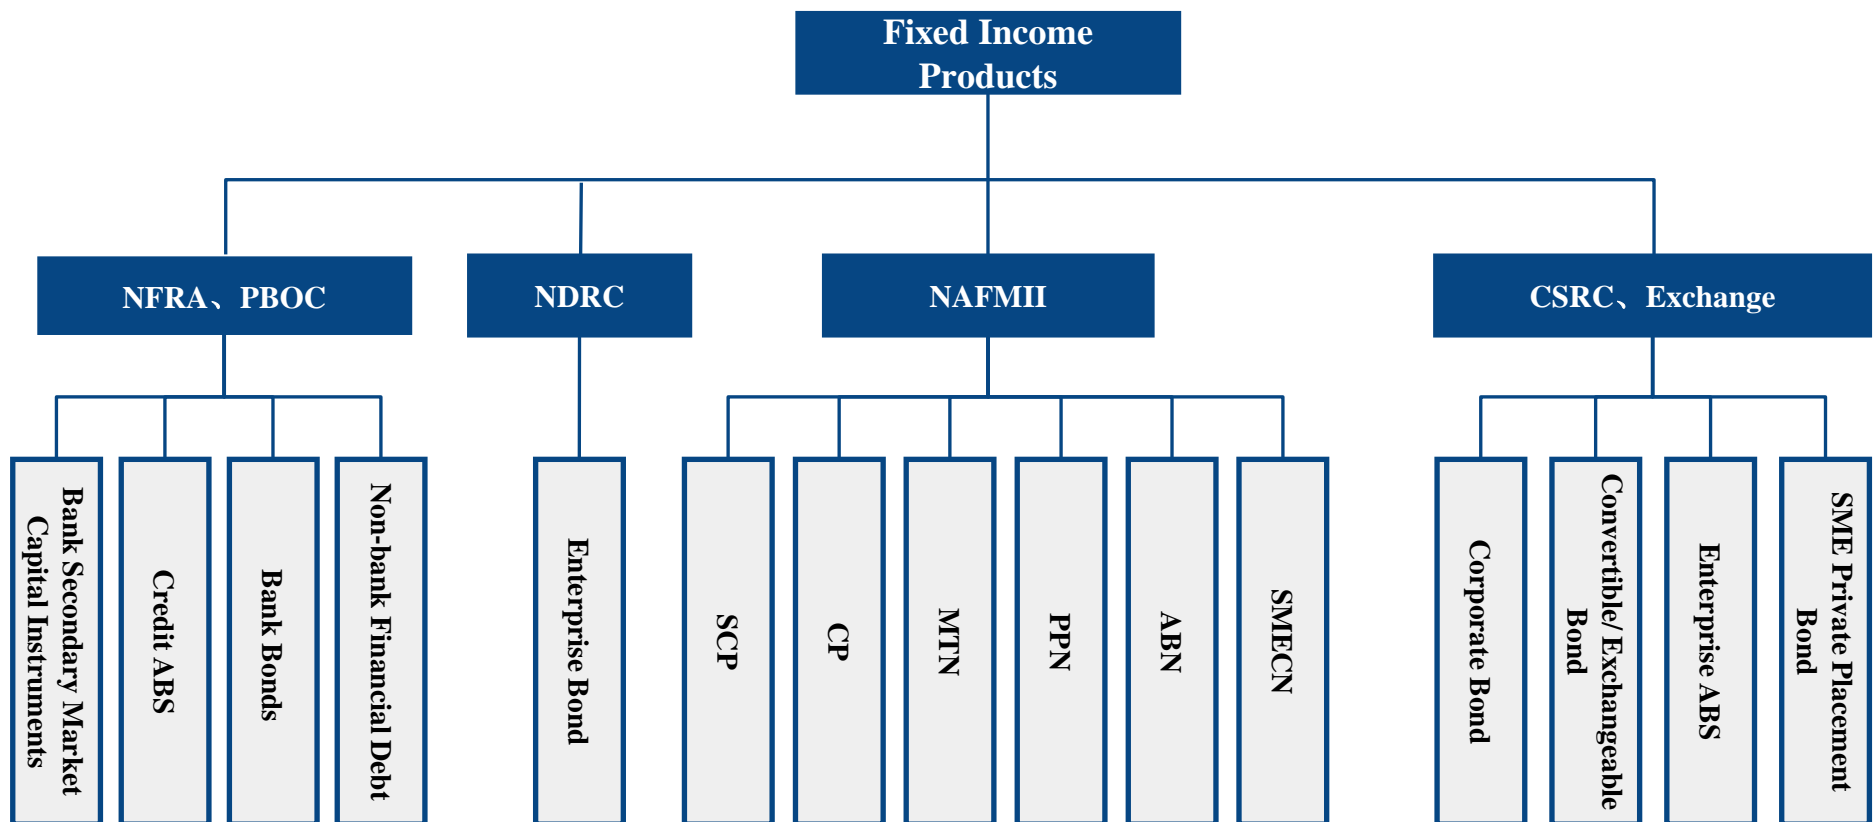 Fixed Income
Products
NFRA、PBOC
NDRC
NAFMII
CSRC、Exchange
Bank Secondary Market
Capital Instruments
Credit ABS
Bank Bonds
Non-bank Financial Debt
Enterprise Bond
SCP
CP
MTN
PPN
ABN
SMECN
Corporate Bond
Convertible/ Exchangeable
Bond
Enterprise ABS
SME Private Placement
Bond